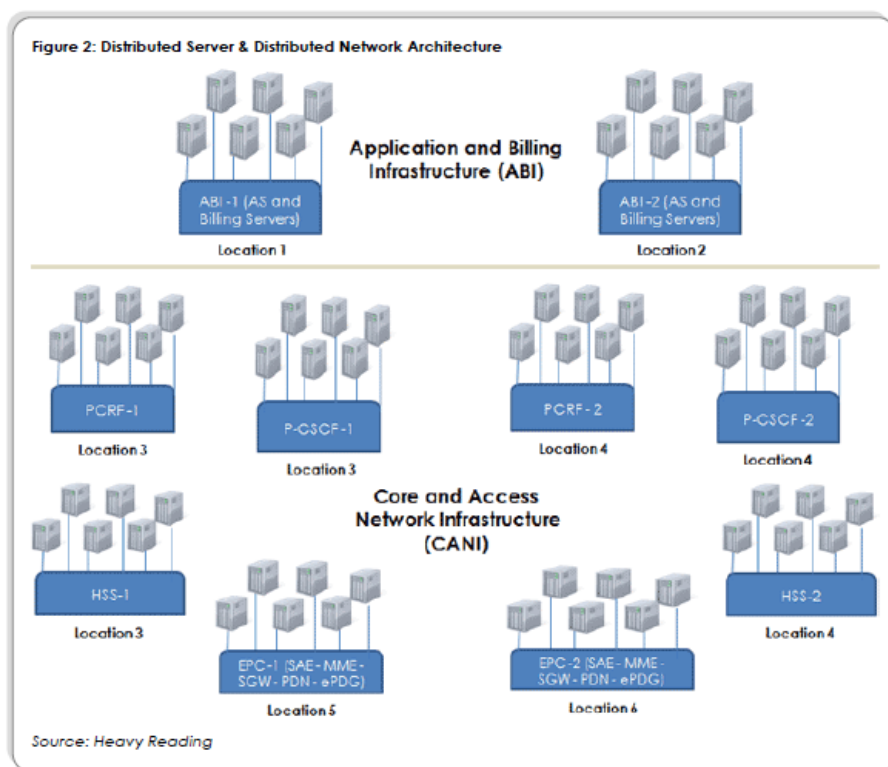 Figure 2: Distributed Server & Distributed Network Architecture
Application and Billing
Infrastructure (ABI)
ABI-1 (AS and
Billing Servers)
Location 1
ABI-2 (AS and
Billing Servers)
Location 2
PCRF-1
Location 3
P-CSCF-1
Location 3
PCRF-2
Location 4
P-CSCF-2
Location 4
Core and Access
Network Infrastructure
(CANI)
HSS-1
Location 3
HSS-2
Location 4
EPC-1 (SAE - MME -
SGW - PDN - ePDG)
Location 5
EPC-2 (SAE - MME -
SGW - PDN - ePDG)
Location 6
Source: Heavy Reading